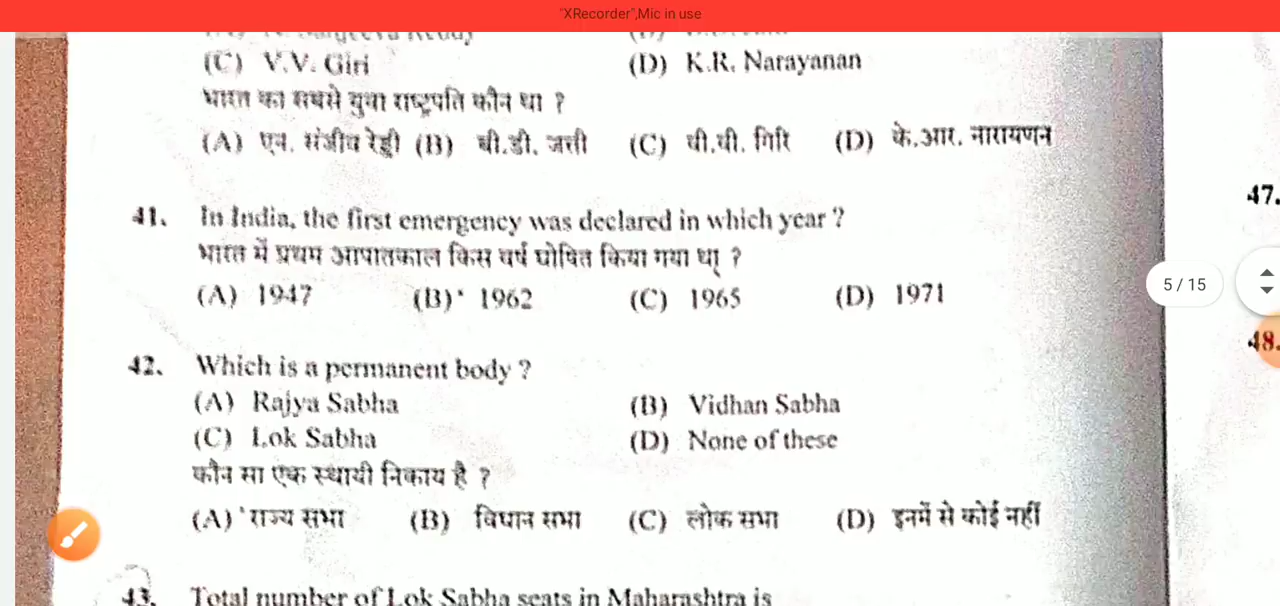 "XRecorder",Mic in use
(C) V.V. Giri (D) K.R. Narayanan
भारत का सबसे युवा राष्ट्रपति कौन था ?
(A) एन. संजीव रेड्डी (B) बी.डी. जत्ती (C) वी.वी. गिरि (D) के.आर. नारायणन
41. In India, the first emergency was declared in which year ?
भारत में प्रथम आपातकाल किस वर्ष घोषित किया गया था ?
(A) 1947 (B) 1962 (C) 1965 (D) 1971
42. Which is a permanent body ?
(A) Rajya Sabha (B) Vidhan Sabha
(C) Lok Sabha (D) None of these
कौन सा एक स्थायी निकाय है ?
(A) राज्य सभा (B) विधान सभा (C) लोक सभा (D) इनमें से कोई नहीं
43. Total number of Lok Sabha seats in Maharashtra is
47.
5 / 15
48.